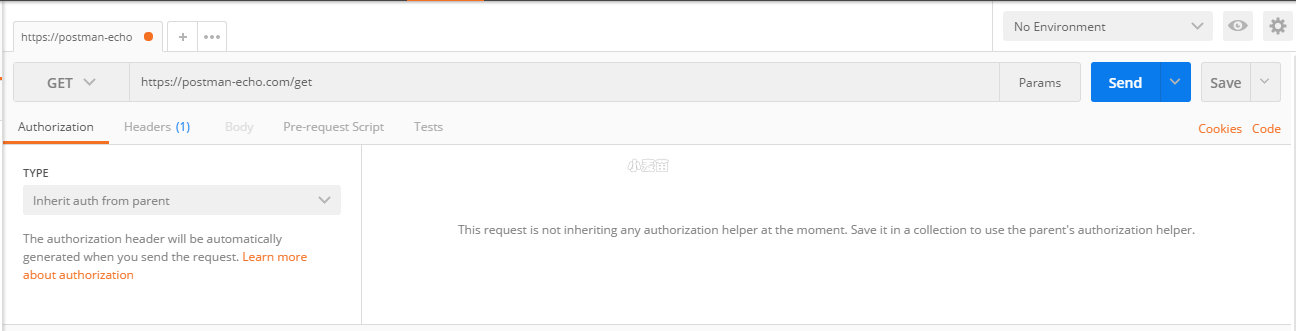 https://postman-echo
No Environment
GET
https://postman-echo.com/get
Params
Send
Save
Authorization
Headers (1)
Body
Pre-request Script
Tests
Cookies
Code
TYPE
Inherit auth from parent
The authorization header will be automatically
generated when you send the request. Learn more
about authorization
This request is not inheriting any authorization helper at the moment. Save it in a collection to use the parent's authorization helper.